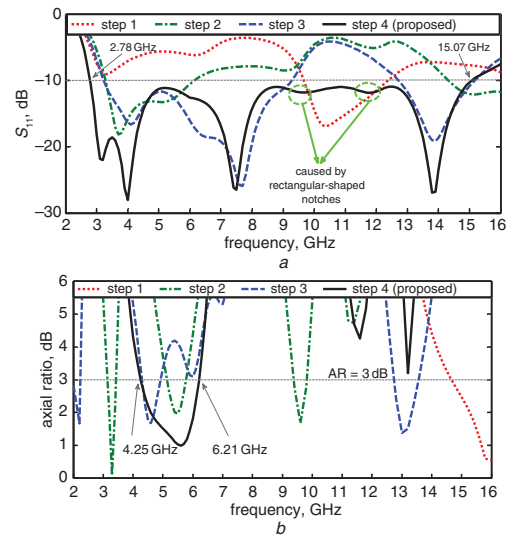 step 1 step 2 step 3 step 4 (proposed)
0
–10
–20
–30
S11, dB
2.78 GHz
15.07 GHz
caused by
rectangular-shaped
notches
2 3 4 5 6 7 8 9 10 11 12 13 14 15 16
frequency, GHz
a
step 1 step 2 step 3 step 4 (proposed)
6
5
4
3
2
1
0
axial ratio, dB
AR = 3 dB
4.25 GHz
6.21 GHz
2 3 4 5 6 7 8 9 10 11 12 13 14 15 16
frequency, GHz
b